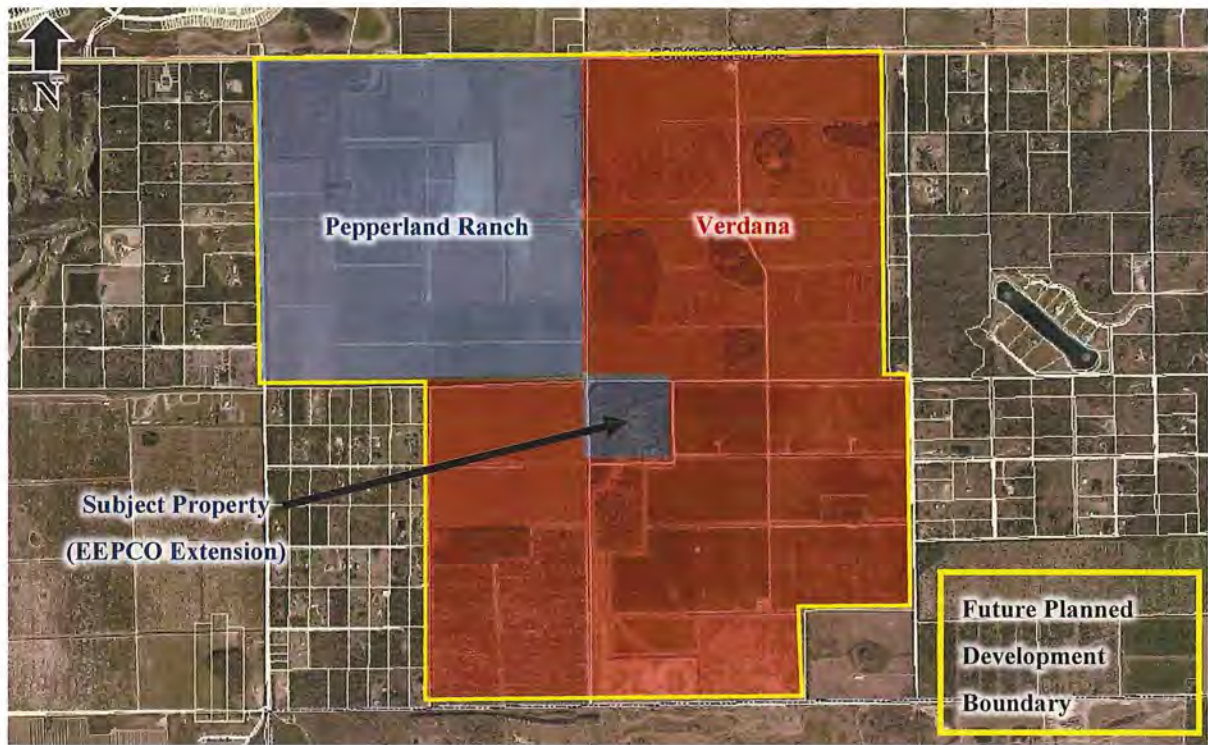 N
Pepperland Ranch
Verdana
Subject Property
(EEPCO Extension)
Future Planned
Development
Boundary